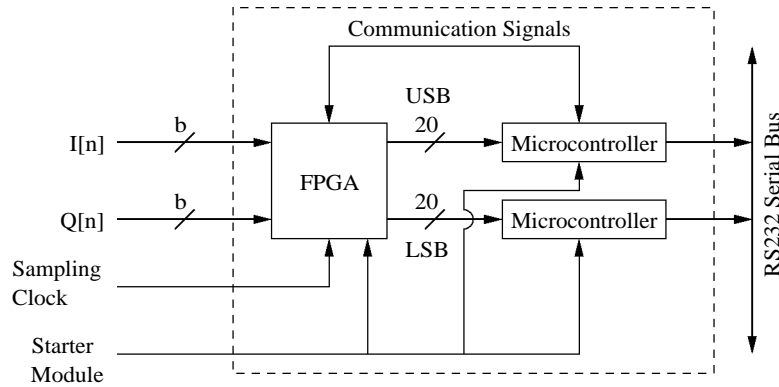 Communication Signals
USB
b
20
I[n]
Microcontroller
FPGA
b
20
Q[n]
Microcontroller
LSB
Sampling
Clock
Starter
Module
RS232 Serial Bus